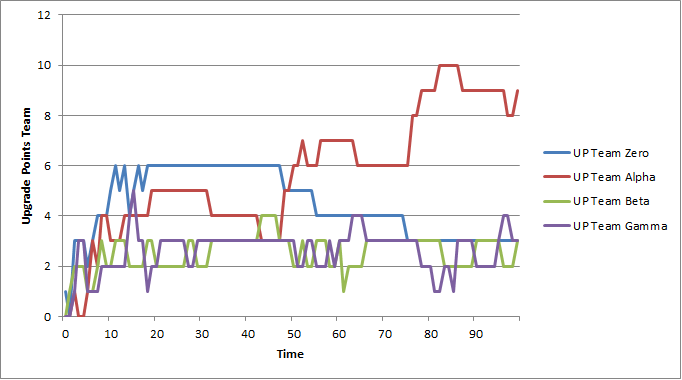 12
10
8
6
4
2
0
Upgrade Points Team
0 10 20 30 40 50 60 70 80 90
Time
UP Team Zero
UP Team Alpha
UP Team Beta
UP Team Gamma